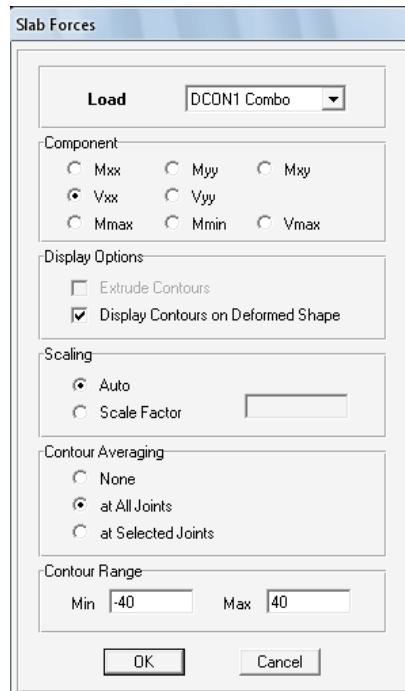 Slab Forces
Load DCON1 Combo
Component
Mxx Myy Mxy
Vxx Vyy
Mmax Mmin Vmax
Display Options
Extrude Contours
Display Contours on Deformed Shape
Scaling
Auto
Scale Factor
Contour Averaging
None
at All Joints
at Selected Joints
Contour Range
Min -40 Max 40
OK Cancel